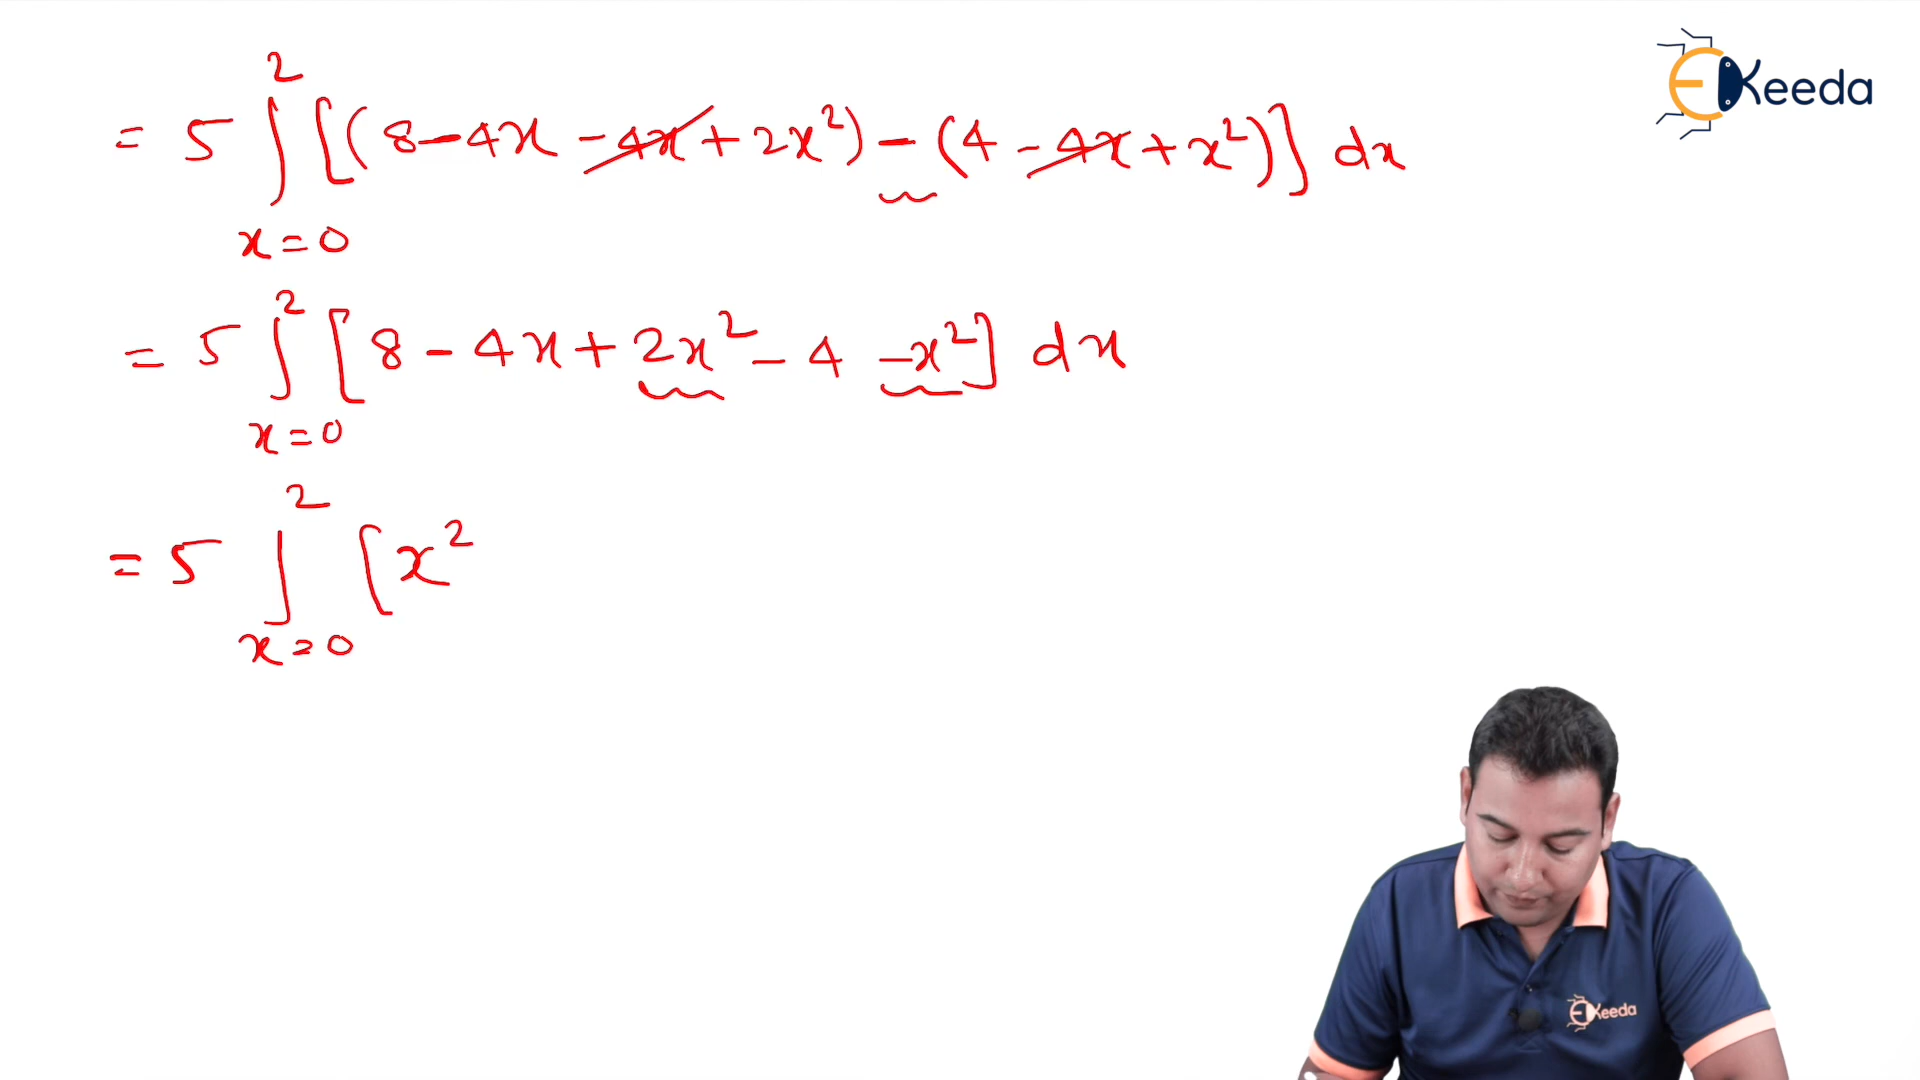 EKeeda
2
= 5 ∫ [(8-4x-4x+2x²)-(4-4x+x²)] dx
x=0
2
= 5 ∫ [8-4x+2x²-4-x²] dx
x=0
2
= 5 ∫ [x²
x=0
EKeeda